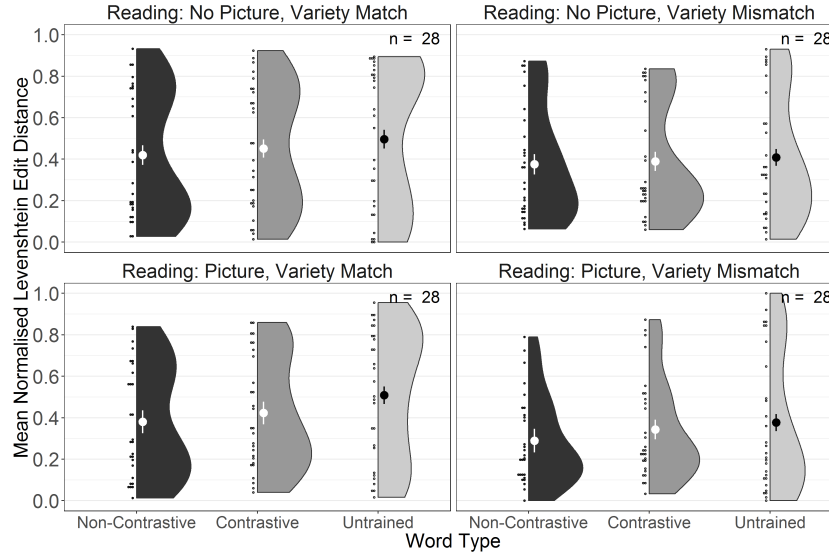 Reading: No Picture, Variety Match
Reading: No Picture, Variety Mismatch
n = 28
n = 28
1.0
0.8
0.6
0.4
0.2
0.0
Reading: Picture, Variety Match
Reading: Picture, Variety Mismatch
n = 28
n = 28
1.0
0.8
0.6
0.4
0.2
0.0
Mean Normalised Levenshtein Edit Distance
Non-Contrastive Contrastive Untrained
Non-Contrastive Contrastive Untrained
Word Type